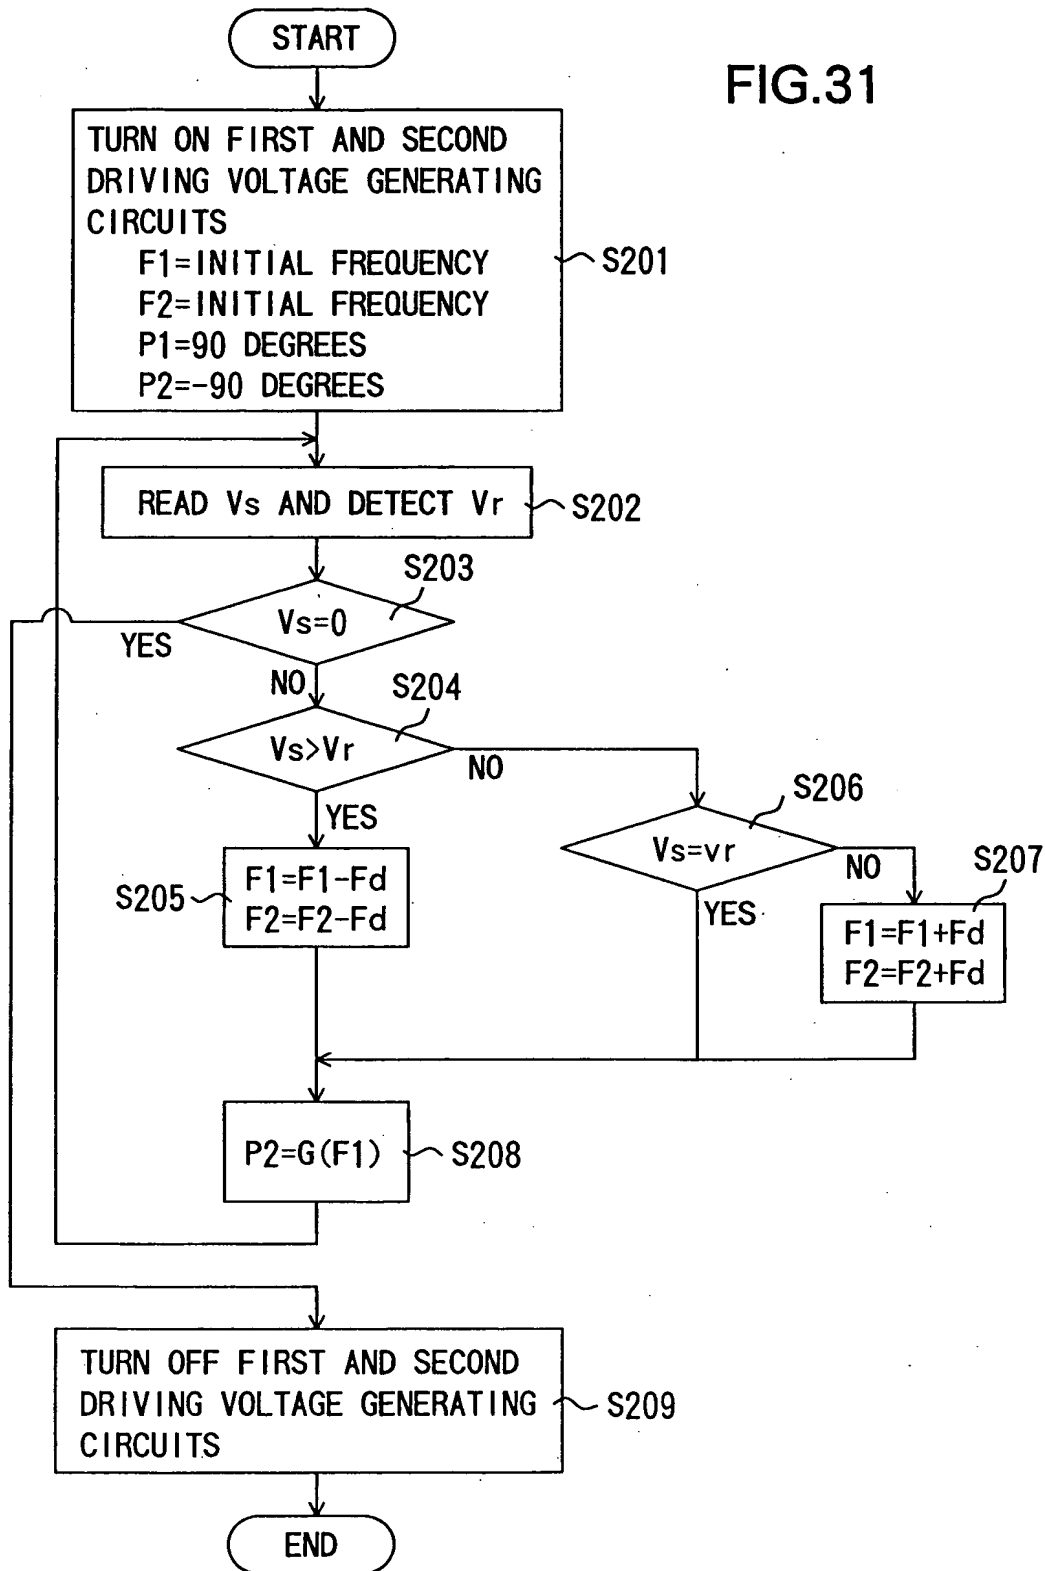 START
FIG.31
TURN ON FIRST AND SECOND
DRIVING VOLTAGE GENERATING
CIRCUITS
F1=INITIAL FREQUENCY
F2=INITIAL FREQUENCY
P1=90 DEGREES
P2=-90 DEGREES
S201
READ Vs AND DETECT Vr
S202
S203
Vs=0
YES
NO
S204
Vs>Vr
NO
YES
S206
Vs=vr
NO
YES
S207
F1=F1+Fd
F2=F2+Fd
S205
F1=F1-Fd
F2=F2-Fd
P2=G(F1)
S208
TURN OFF FIRST AND SECOND
DRIVING VOLTAGE GENERATING
CIRCUITS
S209
END